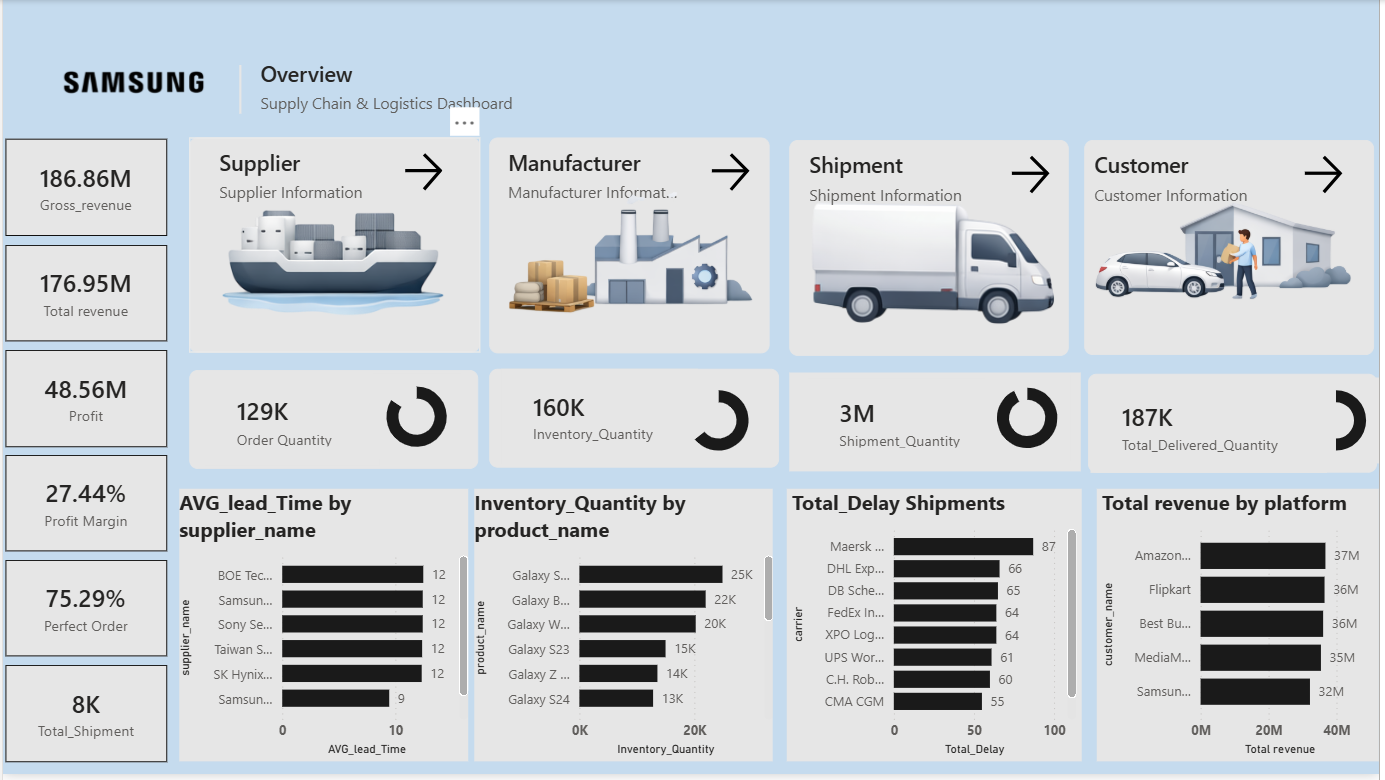 SAMSUNG
Overview
Supply Chain & Logistics Dashboard
186.86M
Gross_revenue
176.95M
Total revenue
48.56M
Profit
27.44%
Profit Margin
75.29%
Perfect Order
8K
Total_Shipment
Supplier
Supplier Information
Manufacturer
Manufacturer Informat...
Shipment
Shipment Information
Customer
Customer Information
129K
Order Quantity
160K
Inventory_Quantity
3M
Shipment_Quantity
187K
Total_Delivered_Quantity
AVG_lead_Time by
supplier_name
supplier_name
BOE Tec... 12
Samsun... 12
Sony Se... 12
Taiwan S... 12
SK Hynix... 12
Samsun... 9
0 10
AVG_lead_Time
Inventory_Quantity by
product_name
product_name
Galaxy S... 25K
Galaxy B... 22K
Galaxy W... 20K
Galaxy S23 15K
Galaxy Z ... 14K
Galaxy S24 13K
0K 20K
Inventory_Quantity
Total_Delay Shipments
carrier
Maersk ... 87
DHL Exp... 66
DB Sche... 65
FedEx In... 64
XPO Log... 64
UPS Wor... 61
C.H. Rob... 60
CMA CGM 55
0 50 100
Total_Delay
Total revenue by platform
customer_name
Amazon... 37M
Flipkart 36M
Best Bu... 36M
MediaM... 35M
Samsun... 32M
0M 20M 40M
Total revenue